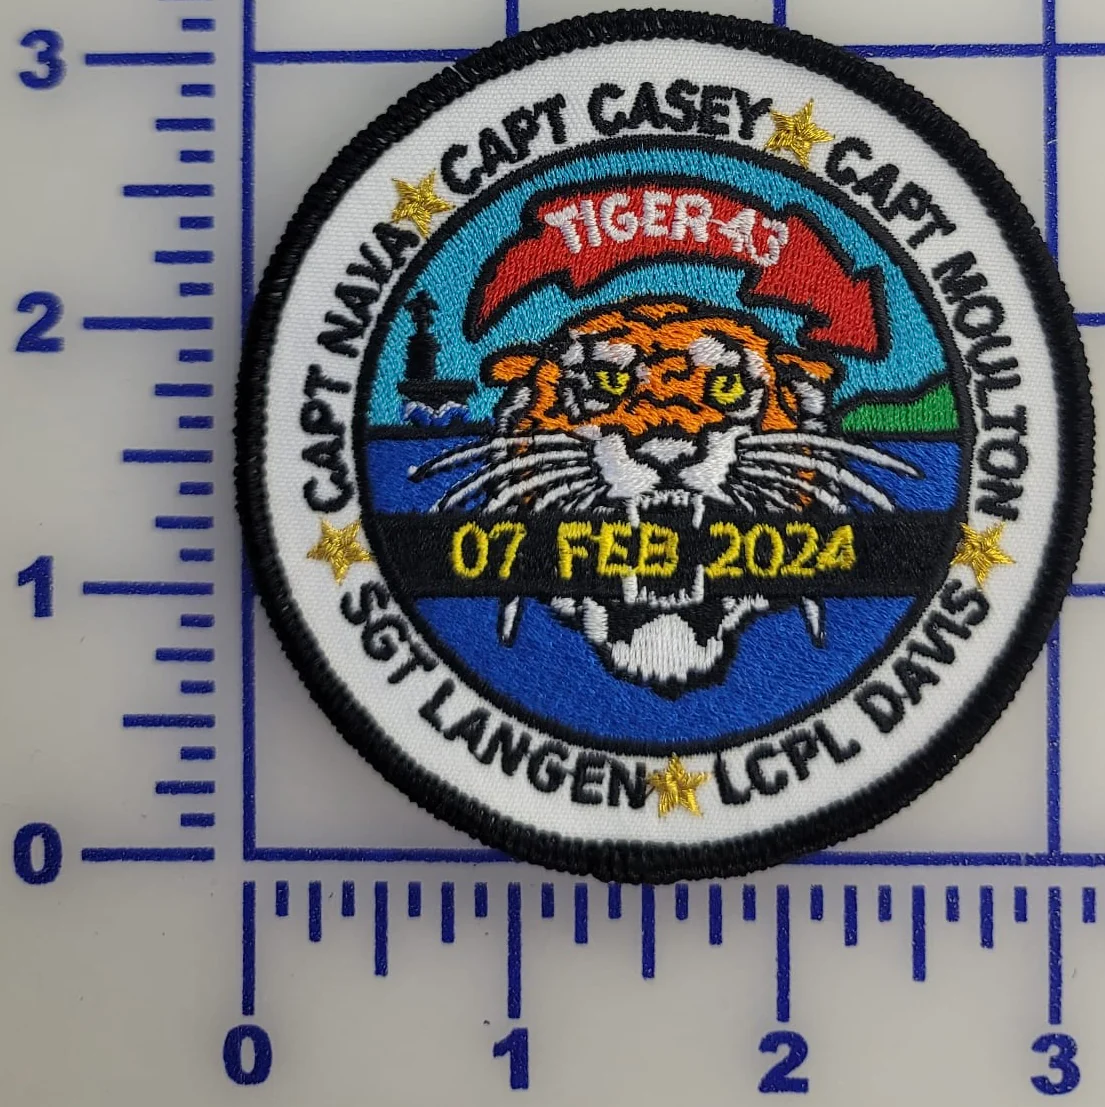 CAPT NAVA
CAPT CASEY
CAPT MOULTON
TIGER 43
07 FEB 2024
SGT LANGEN
LCPL DAVIS
3
2
1
0
0
1
2
3